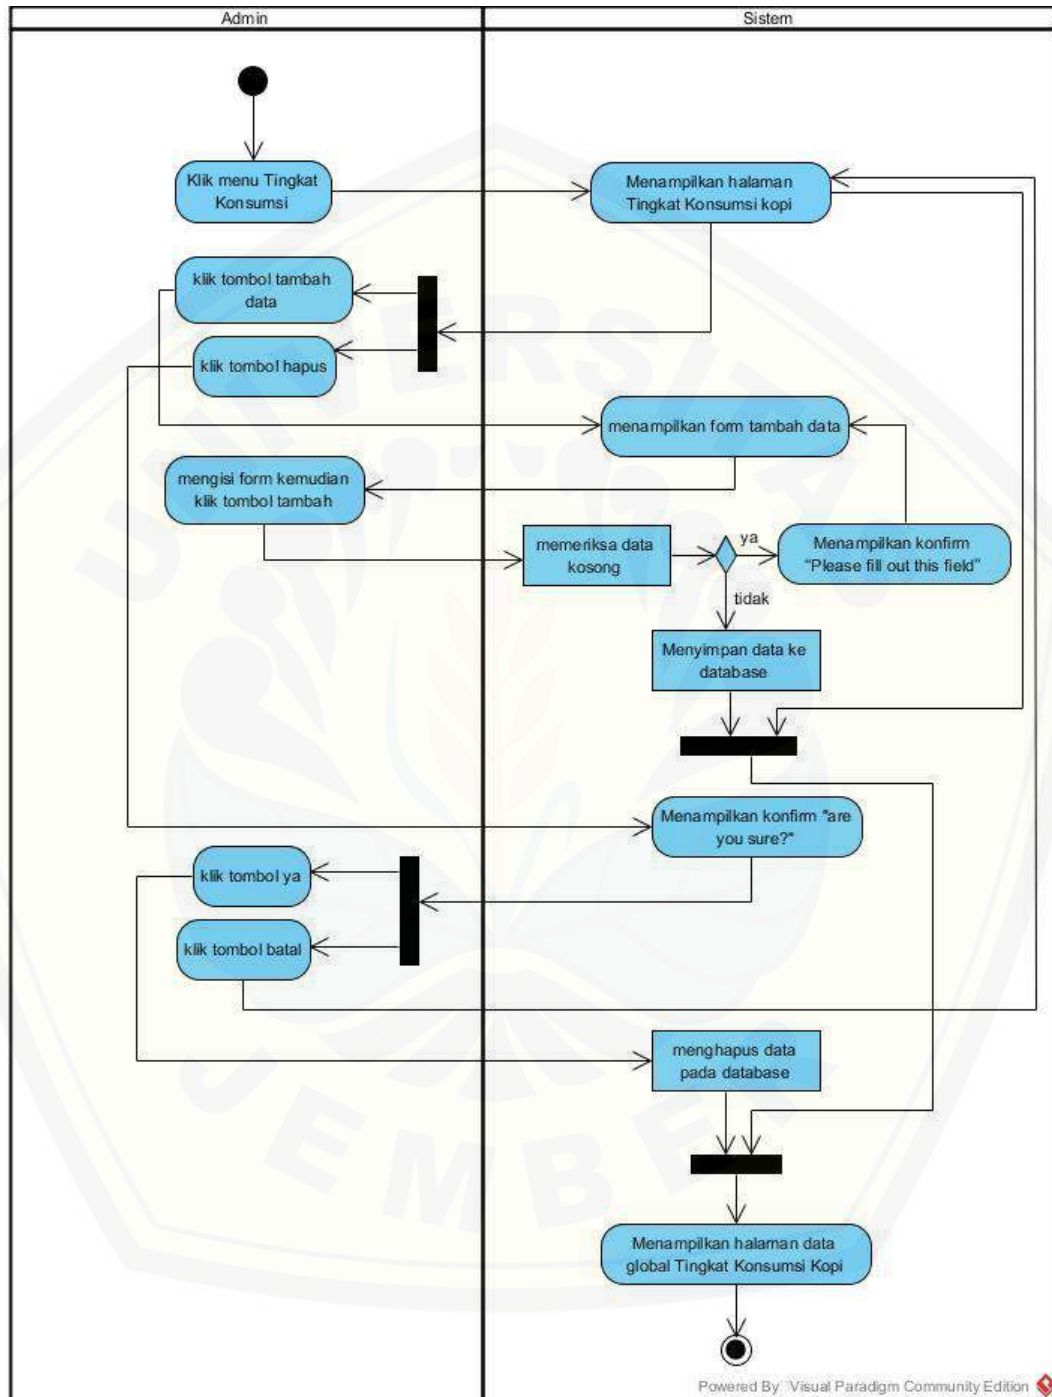 Admin
Sistem
Klik menu Tingkat
Konsumsi
Menampilkan halaman
Tingkat Konsumsi kopi
klik tombol tambah
data
klik tombol hapus
menampilkan form tambah data
mengisi form kemudian
klik tombol tambah
memeriksa data
kosong
ya
Menampilkan konfirm
“Please fill out this field”
tidak
Menyimpan data ke
database
Menampilkan konfirm "are
you sure?"
klik tombol ya
klik tombol batal
menghapus data
pada database
Menampilkan halaman data
global Tingkat Konsumsi Kopi
UNIVERSITAS
JEMBER
Powered By Visual Paradigm Community Edition